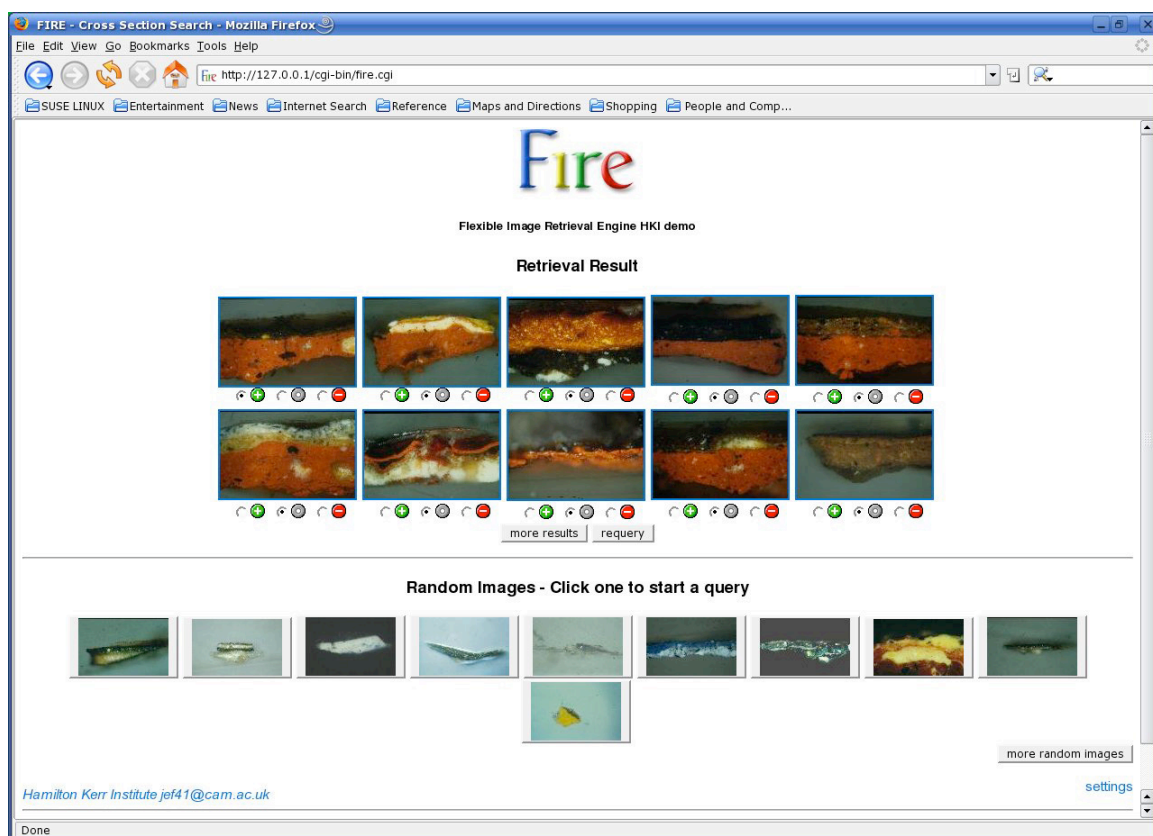 FIRE - Cross Section Search - Mozilla Firefox
File Edit View Go Bookmarks Tools Help
Fire http://127.0.0.1/cgi-bin/fire.cgi
SUSE LINUX Entertainment News Internet Search Reference Maps and Directions Shopping People and Comp...
Fire
Flexible Image Retrieval Engine HKI demo
Retrieval Result
more results requery
Random Images - Click one to start a query
more random images
settings
Hamilton Kerr Institute jef41@cam.ac.uk
Done